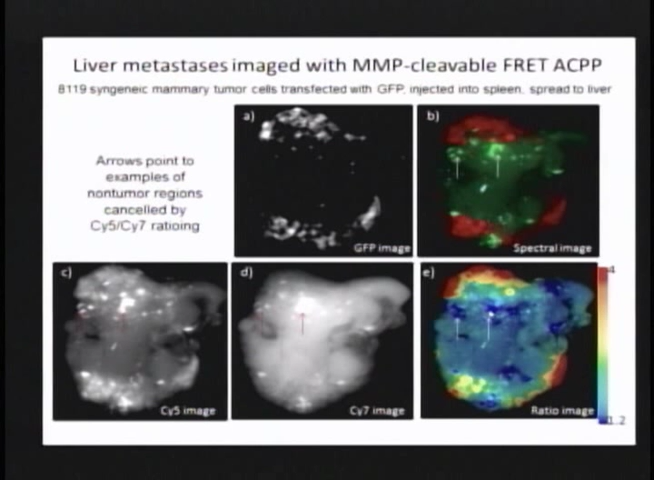 Liver metastases imaged with MMP-cleavable FRET ACPP
8119 syngeneic mammary tumor cells transfected with GFP, injected into spleen, spread to liver
Arrows point to
examples of
nontumor regions
cancelled by
Cy5/Cy7 ratioing
a)
GFP image
b)
Spectral image
c)
Cy5 image
d)
Cy7 image
e)
Ratio image
4
1.2